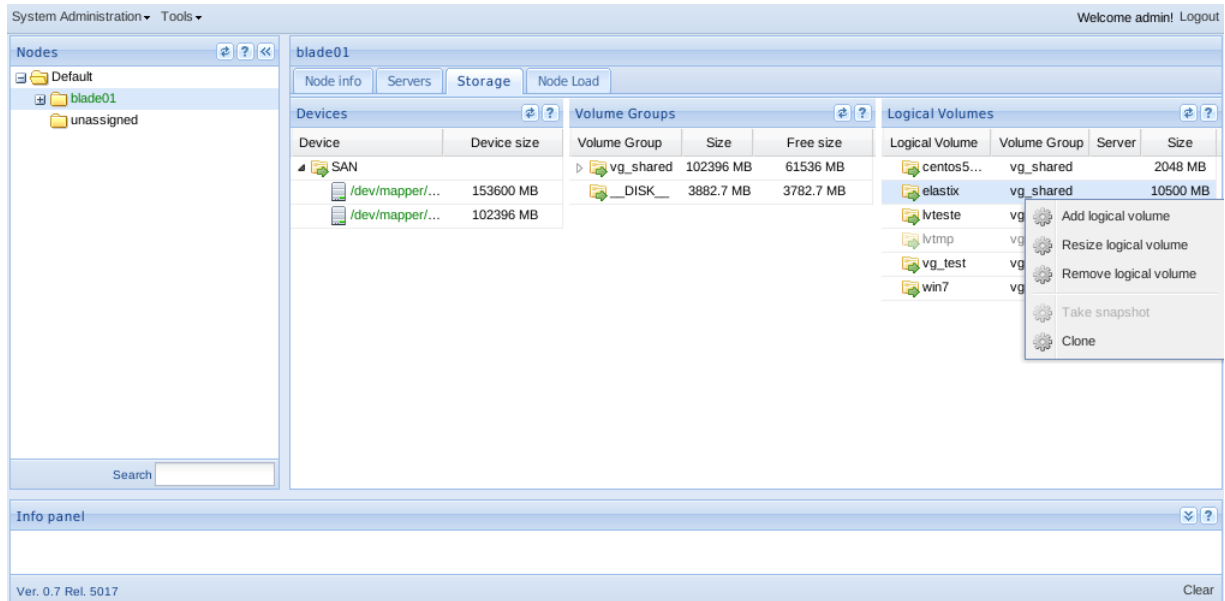 System Administration Tools Welcome admin! Logout
Nodes
Default
blade01
unassigned
Search
blade01
Node info Servers Storage Node Load
Devices
Device Device size
SAN
/dev/mapper/... 153600 MB
/dev/mapper/... 102396 MB
Volume Groups
Volume Group Size Free size
vg_shared 102396 MB 61536 MB
__DISK__ 3882.7 MB 3782.7 MB
Logical Volumes
Logical Volume Volume Group Server Size
centos5... vg_shared 2048 MB
elastix vg_shared 10500 MB
lvteste vg
lvtmp vg
vg_test vg
win7 vg
Add logical volume
Resize logical volume
Remove logical volume
Take snapshot
Clone
Info panel
Ver. 0.7 Rel. 5017 Clear